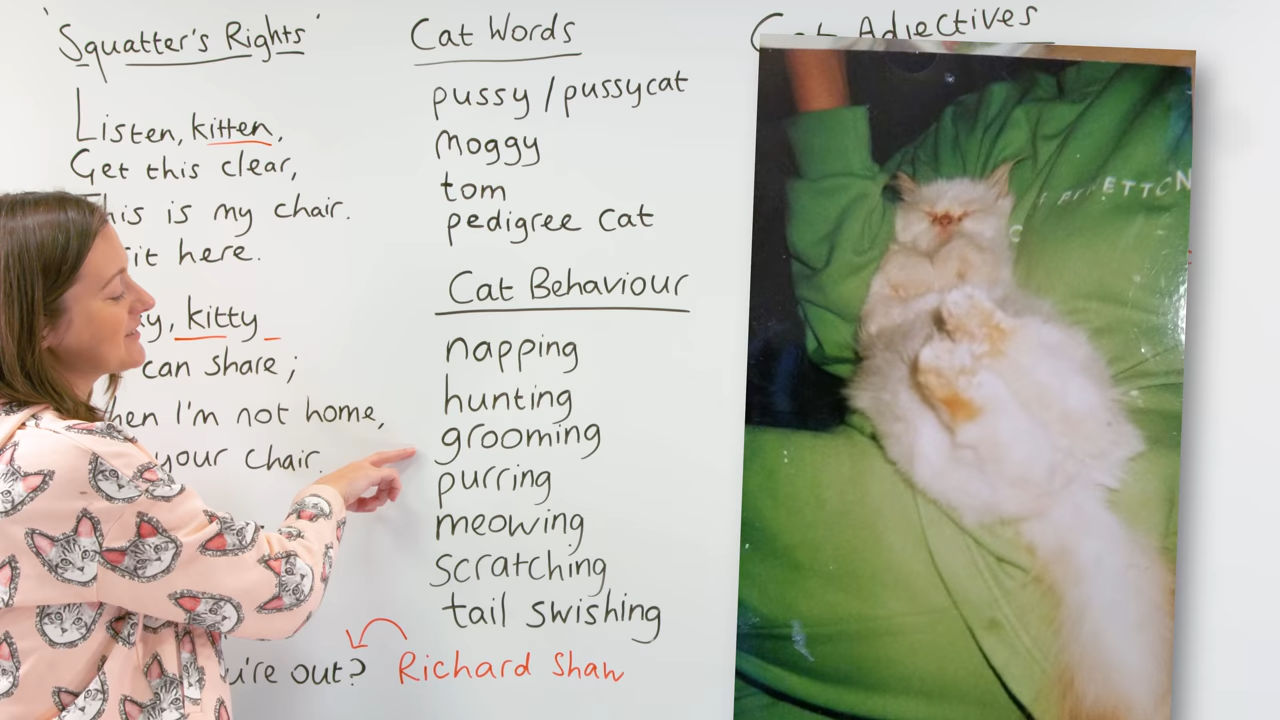 'Squatter's Rights'
Listen, kitten,
Get this clear,
his is my chair.
it here.
y, kitty
can share;
hen I'm not home,
your chair.
u're out?
Richard Shaw
Cat Words
pussy / pussycat
moggy
tom
pedigree cat
Cat Behaviour
napping
hunting
grooming
purring
meowing
scratching
tail swishing
Cat Adjectives
ETTON